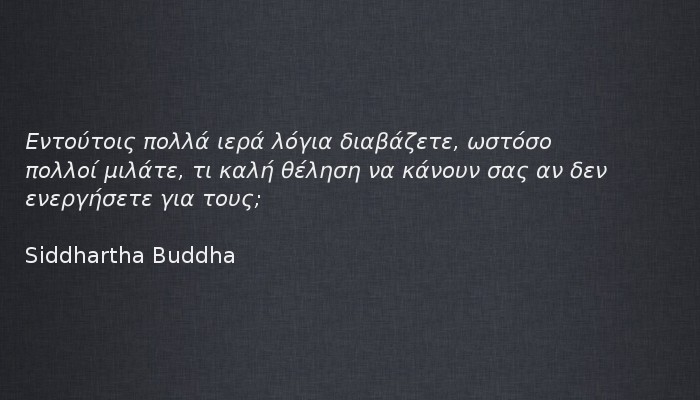 Εντούτοις πολλά ιερά λόγια διαβάζετε, ωστόσο
πολλοί μιλάτε, τι καλή θέληση να κάνουν σας αν δεν
ενεργήσετε για τους;
Siddhartha Buddha